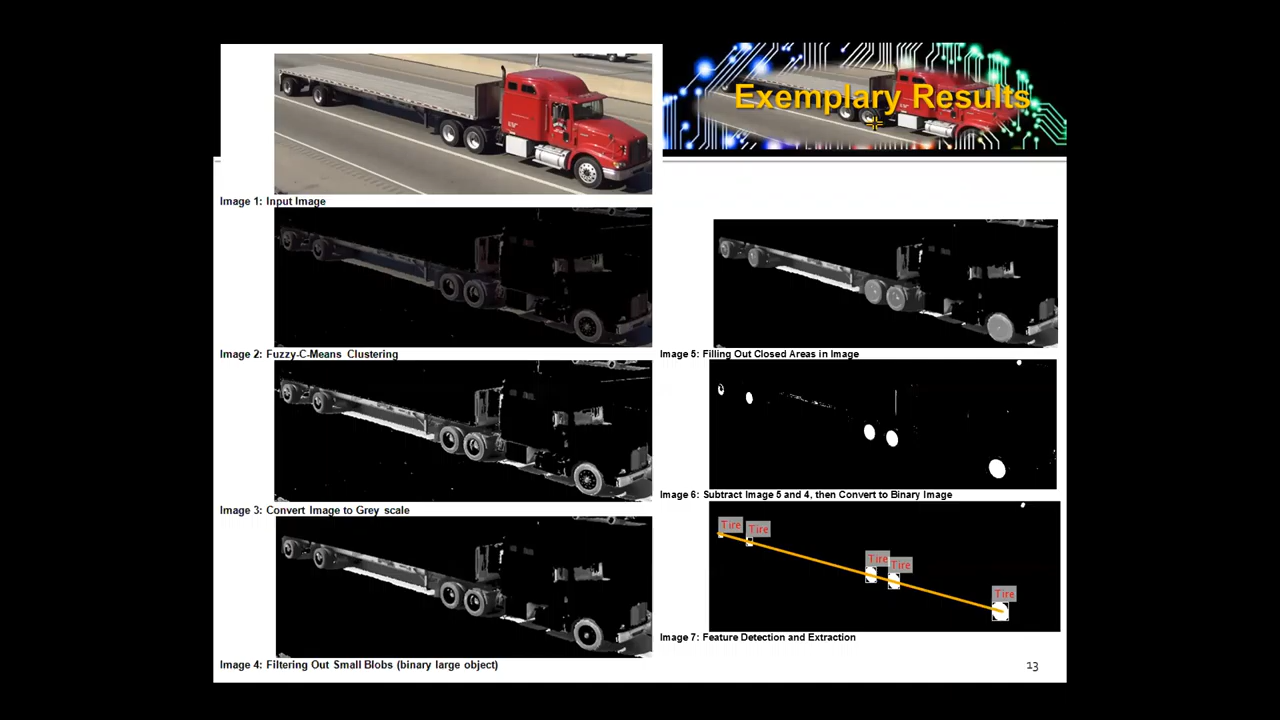 Exemplary Results
Image 1: Input Image
Image 2: Fuzzy-C-Means Clustering
Image 3: Convert Image to Grey scale
Image 4: Filtering Out Small Blobs (binary large object)
Image 5: Filling Out Closed Areas in Image
Image 6: Subtract Image 5 and 4, then Convert to Binary Image
Tire
Tire
Tire
Tire
Tire
Image 7: Feature Detection and Extraction
13